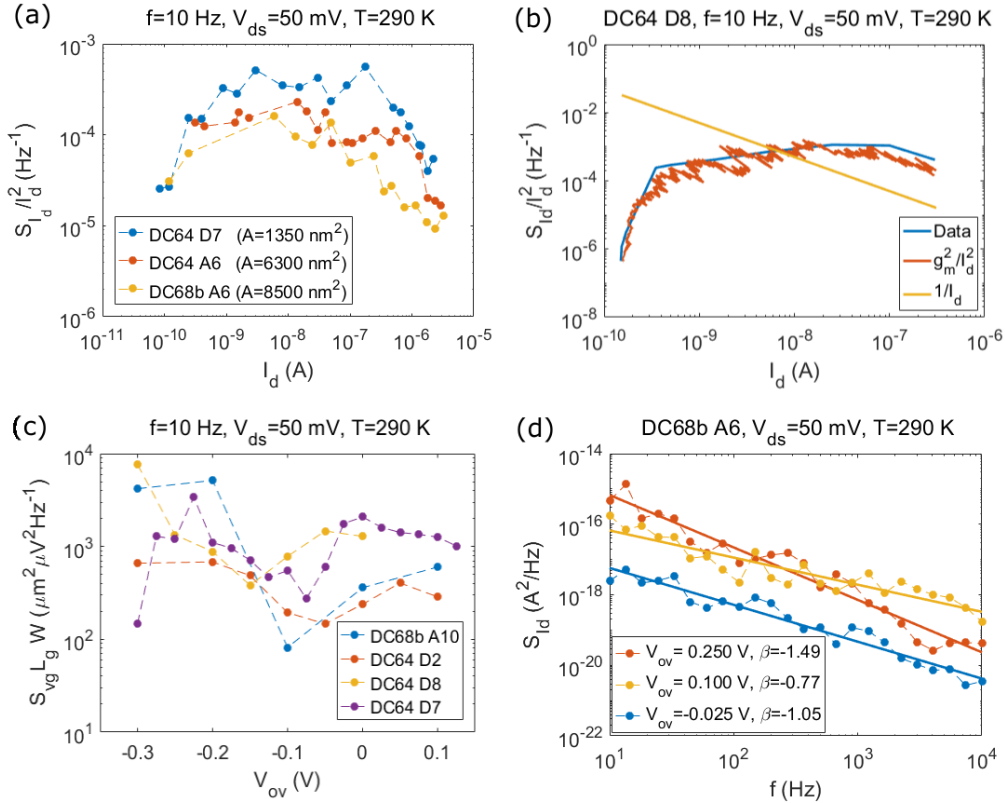 (a)
f=10 Hz, V_ds=50 mV, T=290 K
10^-3
10^-4
10^-5
10^-6
S_I_d/I_d^2 (Hz^-1)
DC64 D7 (A=1350 nm^2)
DC64 A6 (A=6300 nm^2)
DC68b A6 (A=8500 nm^2)
10^-11 10^-10 10^-9 10^-8 10^-7 10^-6 10^-5
I_d (A)
(b)
DC64 D8, f=10 Hz, V_ds=50 mV, T=290 K
10^0
10^-2
10^-4
10^-6
10^-8
S_Id/I_d^2 (Hz^-1)
Data
g_m^2/I_d^2
1/I_d
10^-10 10^-9 10^-8 10^-7 10^-6
I_d (A)
(c)
f=10 Hz, V_ds=50 mV, T=290 K
10^4
10^3
10^2
10^1
S_vg L_g W (μm^2 μV^2Hz^-1)
DC68b A10
DC64 D2
DC64 D8
DC64 D7
-0.3 -0.2 -0.1 0
V_ov (V)
(d)
DC68b A6, V_ds=50 mV, T=290 K
10^-14
10^-16
10^-18
10^-20
10^-22
S_Id (A^2/Hz)
V_ov= 0.250 V, β=-1.49
V_ov= 0.100 V, β=-0.77
V_ov=-0.025 V, β=-1.05
10^1 10^2 10^3 10^4
f (Hz)